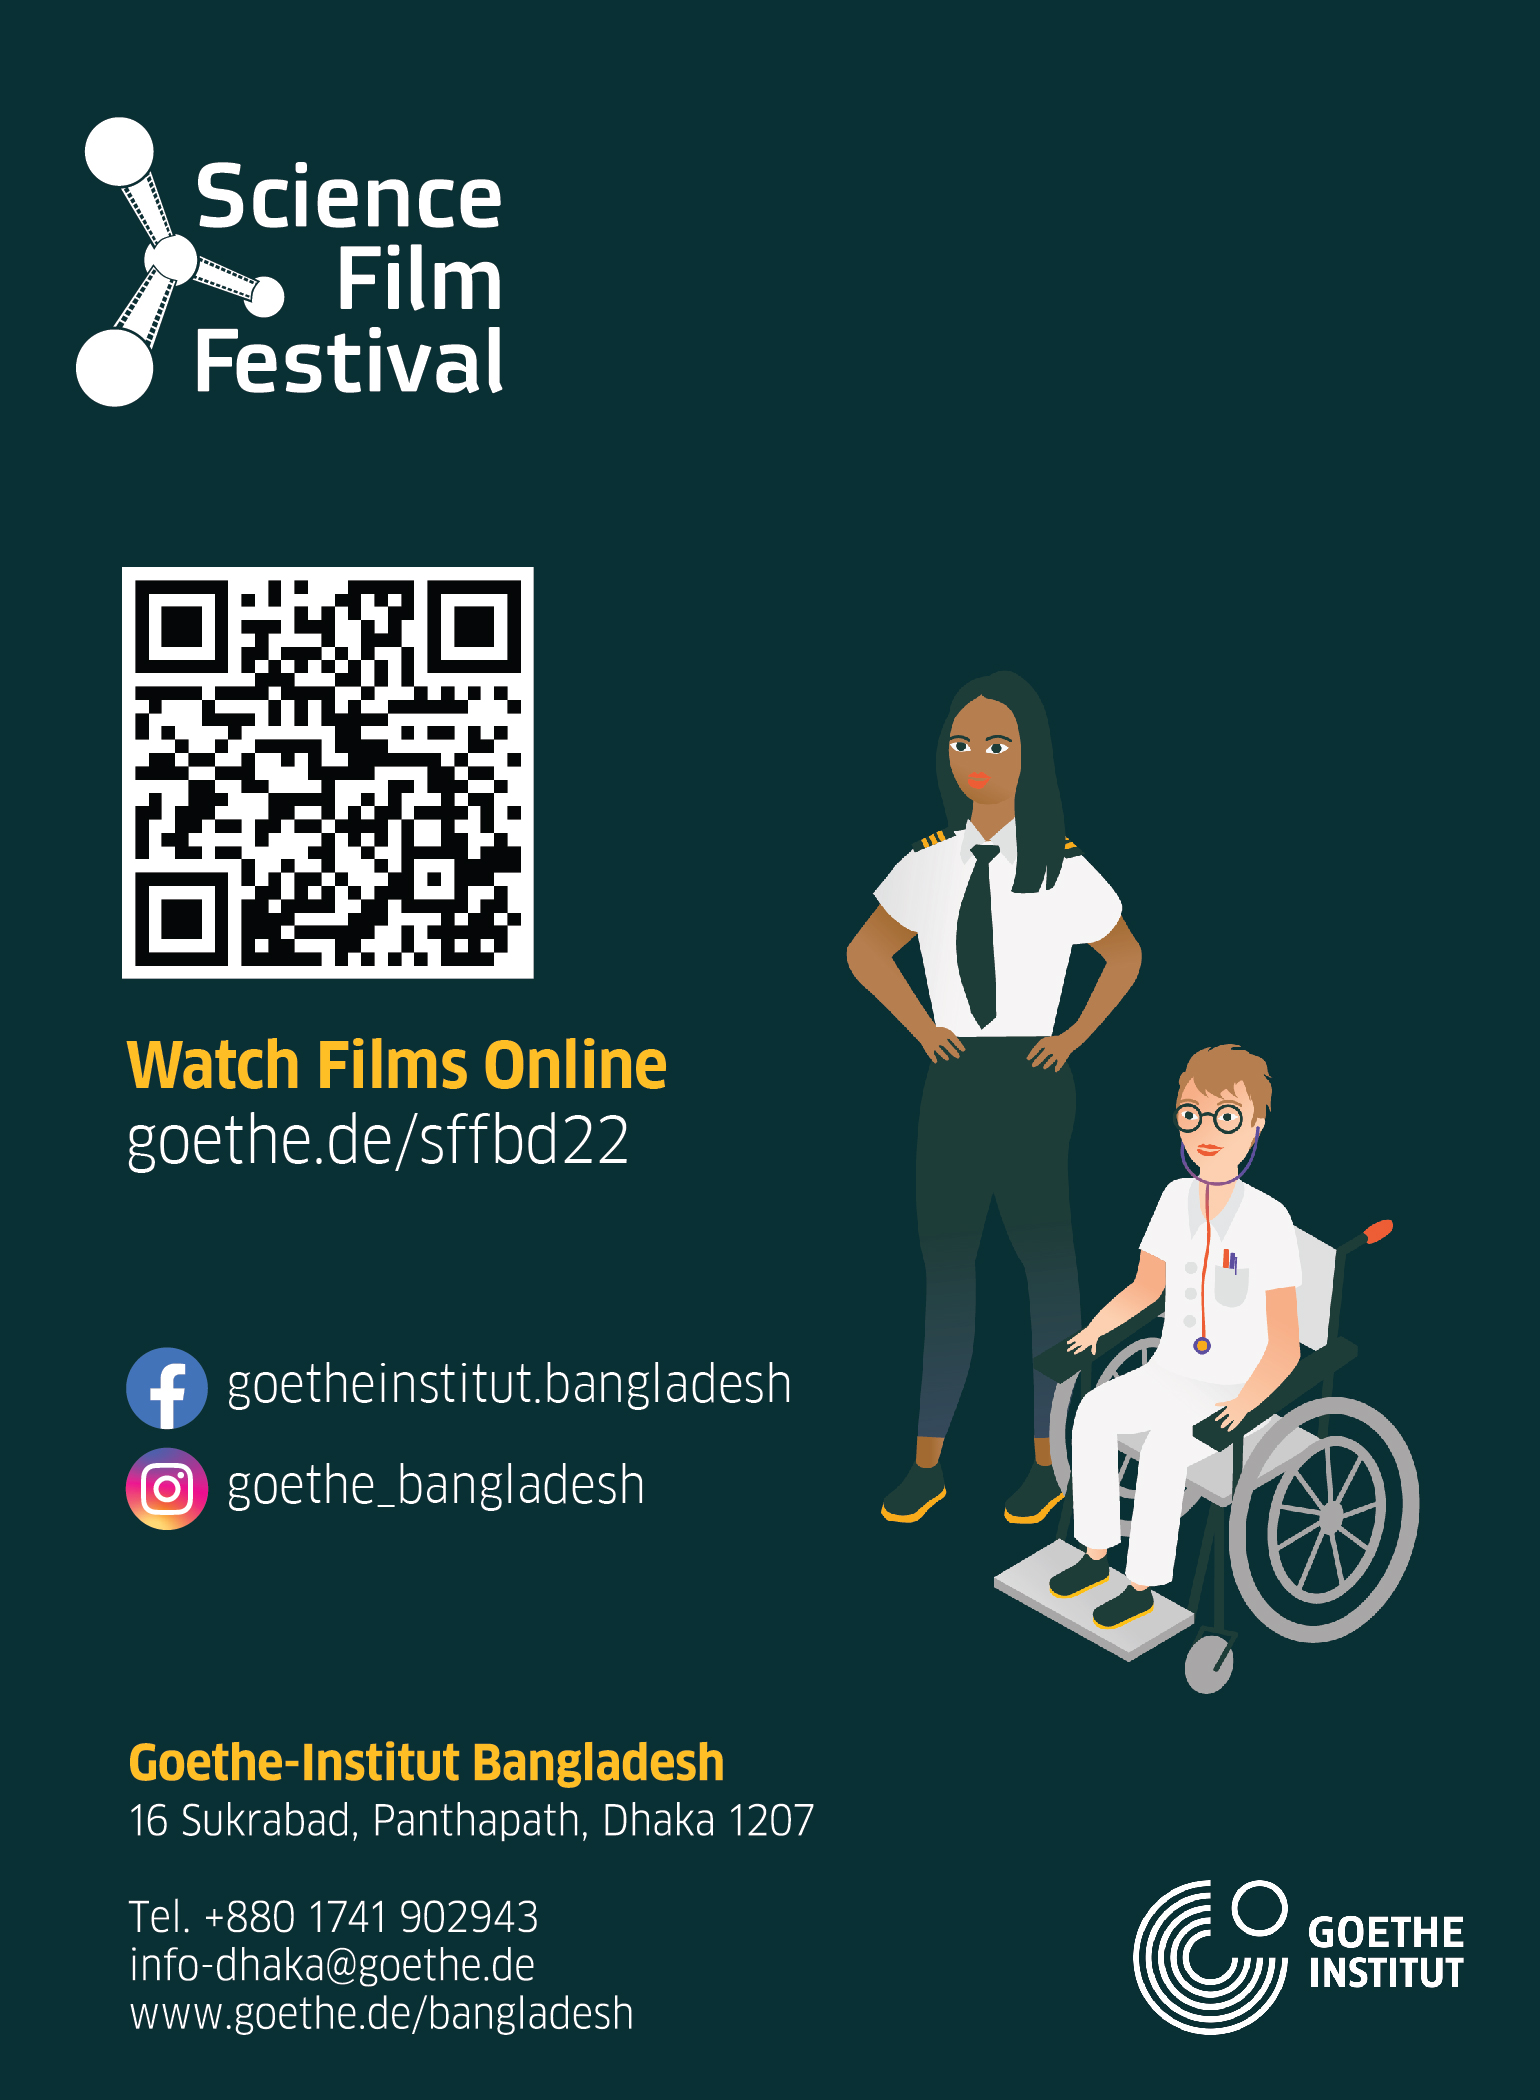 Science
Film
Festival
Watch Films Online
goethe.de/sffbd22
goetheinstitut.bangladesh
goethe_bangladesh
Goethe-Institut Bangladesh
16 Sukrabad, Panthapath, Dhaka 1207
Tel. +880 1741 902943
info-dhaka@goethe.de
www.goethe.de/bangladesh
GOETHE
INSTITUT